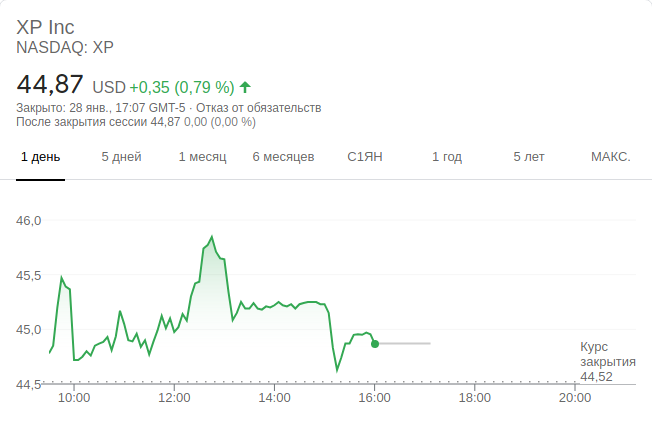 XP Inc
NASDAQ: XP
44,87 USD +0,35 (0,79 %)
Закрыто: 28 янв., 17:07 GMT-5 · Отказ от обязательств
После закрытия сессии 44,87 0,00 (0,00 %)
1 день 5 дней 1 месяц 6 месяцев С1ЯН 1 год 5 лет МАКС.
46,0
45,5
45,0
44,5
Курс
закрытия
44,52
10:00 12:00 14:00 16:00 18:00 20:00